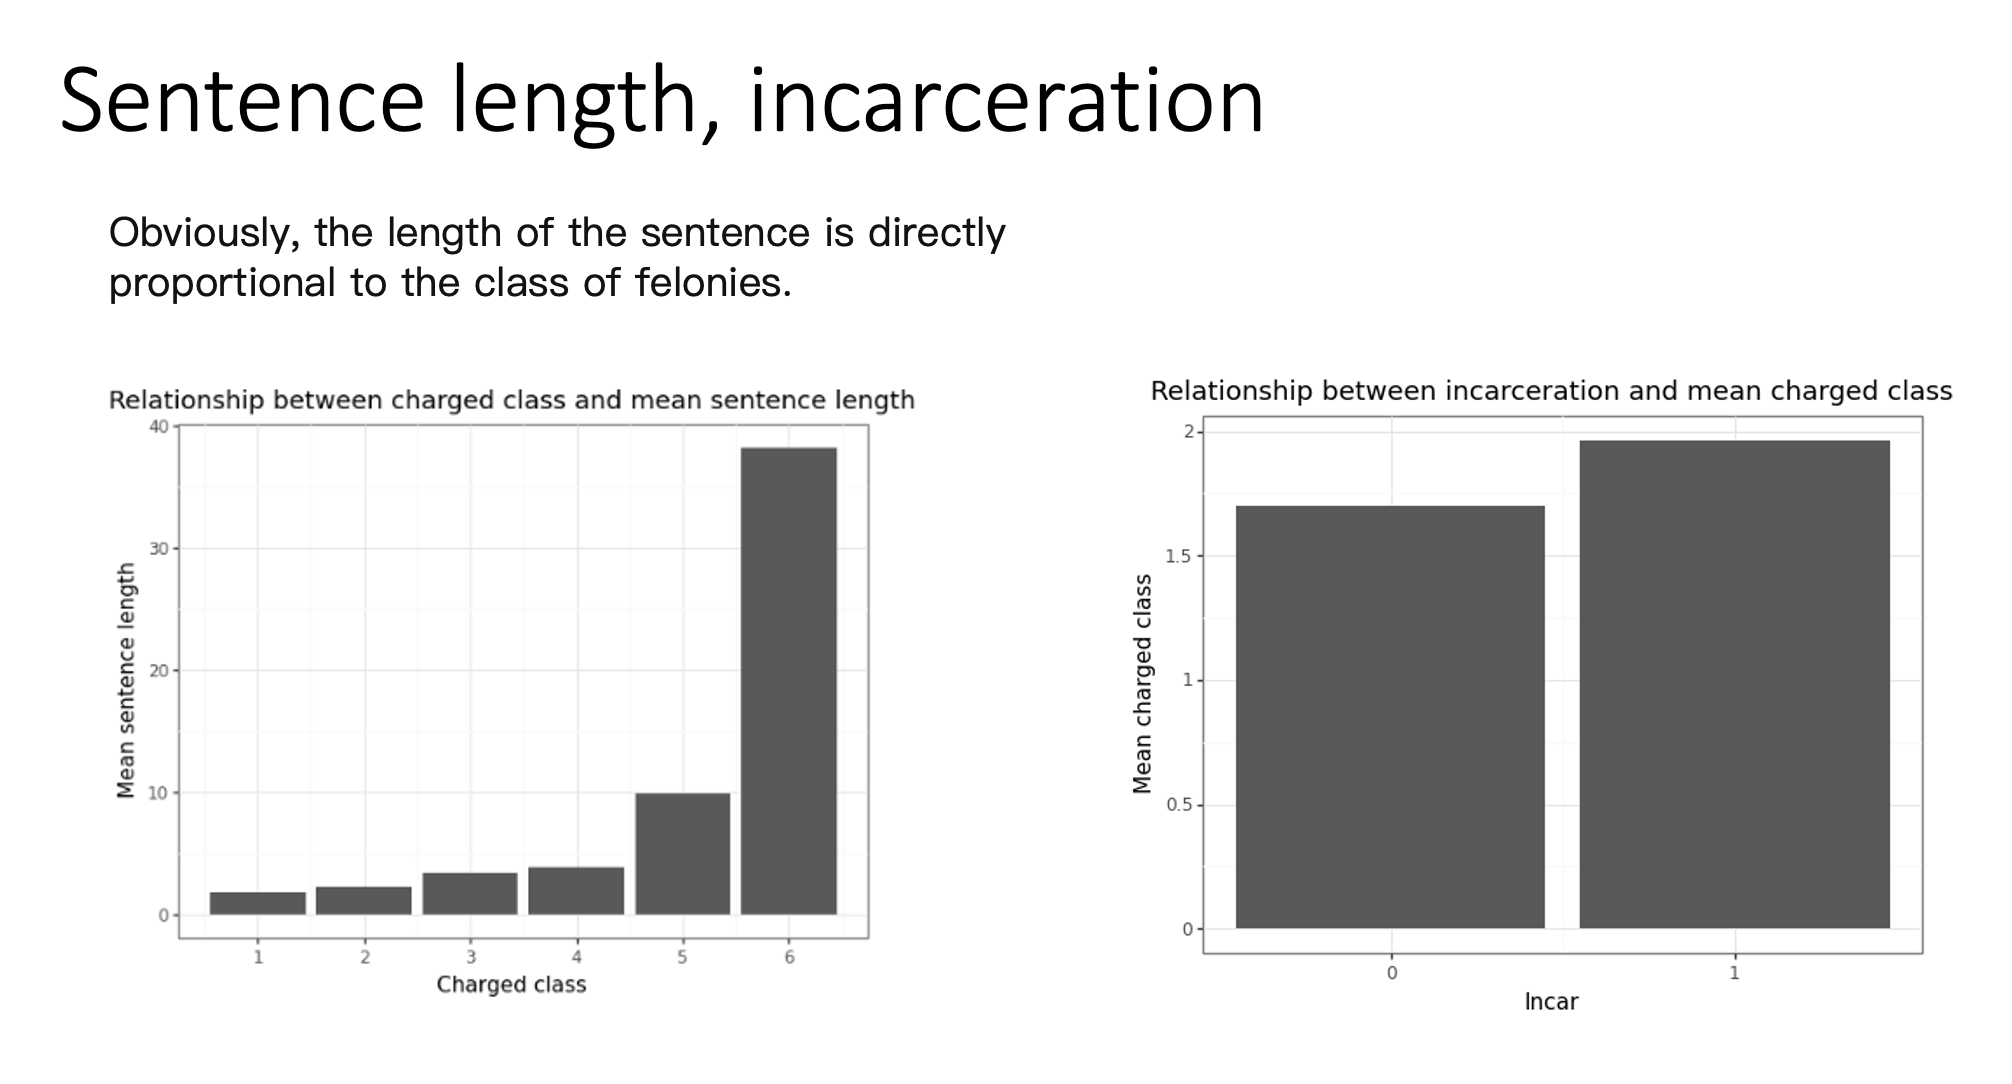 Sentence length, incarceration
Obviously, the length of the sentence is directly
proportional to the class of felonies.
Relationship between charged class and mean sentence length
40
30
20
10
0
Mean sentence length
1 2 3 4 5 6
Charged class
Relationship between incarceration and mean charged class
2
1.5
1
0.5
0
Mean charged class
0 1
Incar